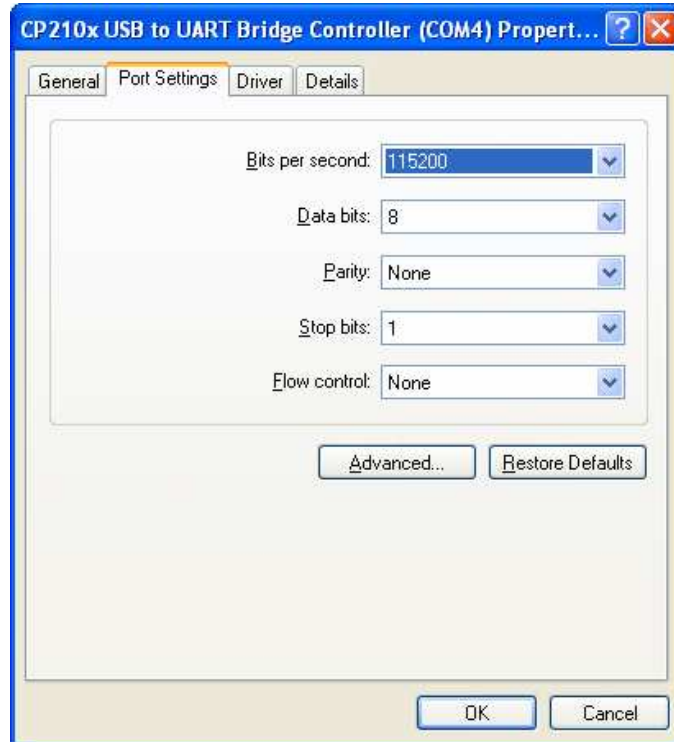 CP210x USB to UART Bridge Controller (COM4) Propert...
General Port Settings Driver Details
Bits per second: 115200
Data bits: 8
Parity: None
Stop bits: 1
Flow control: None
Advanced... Restore Defaults
OK Cancel